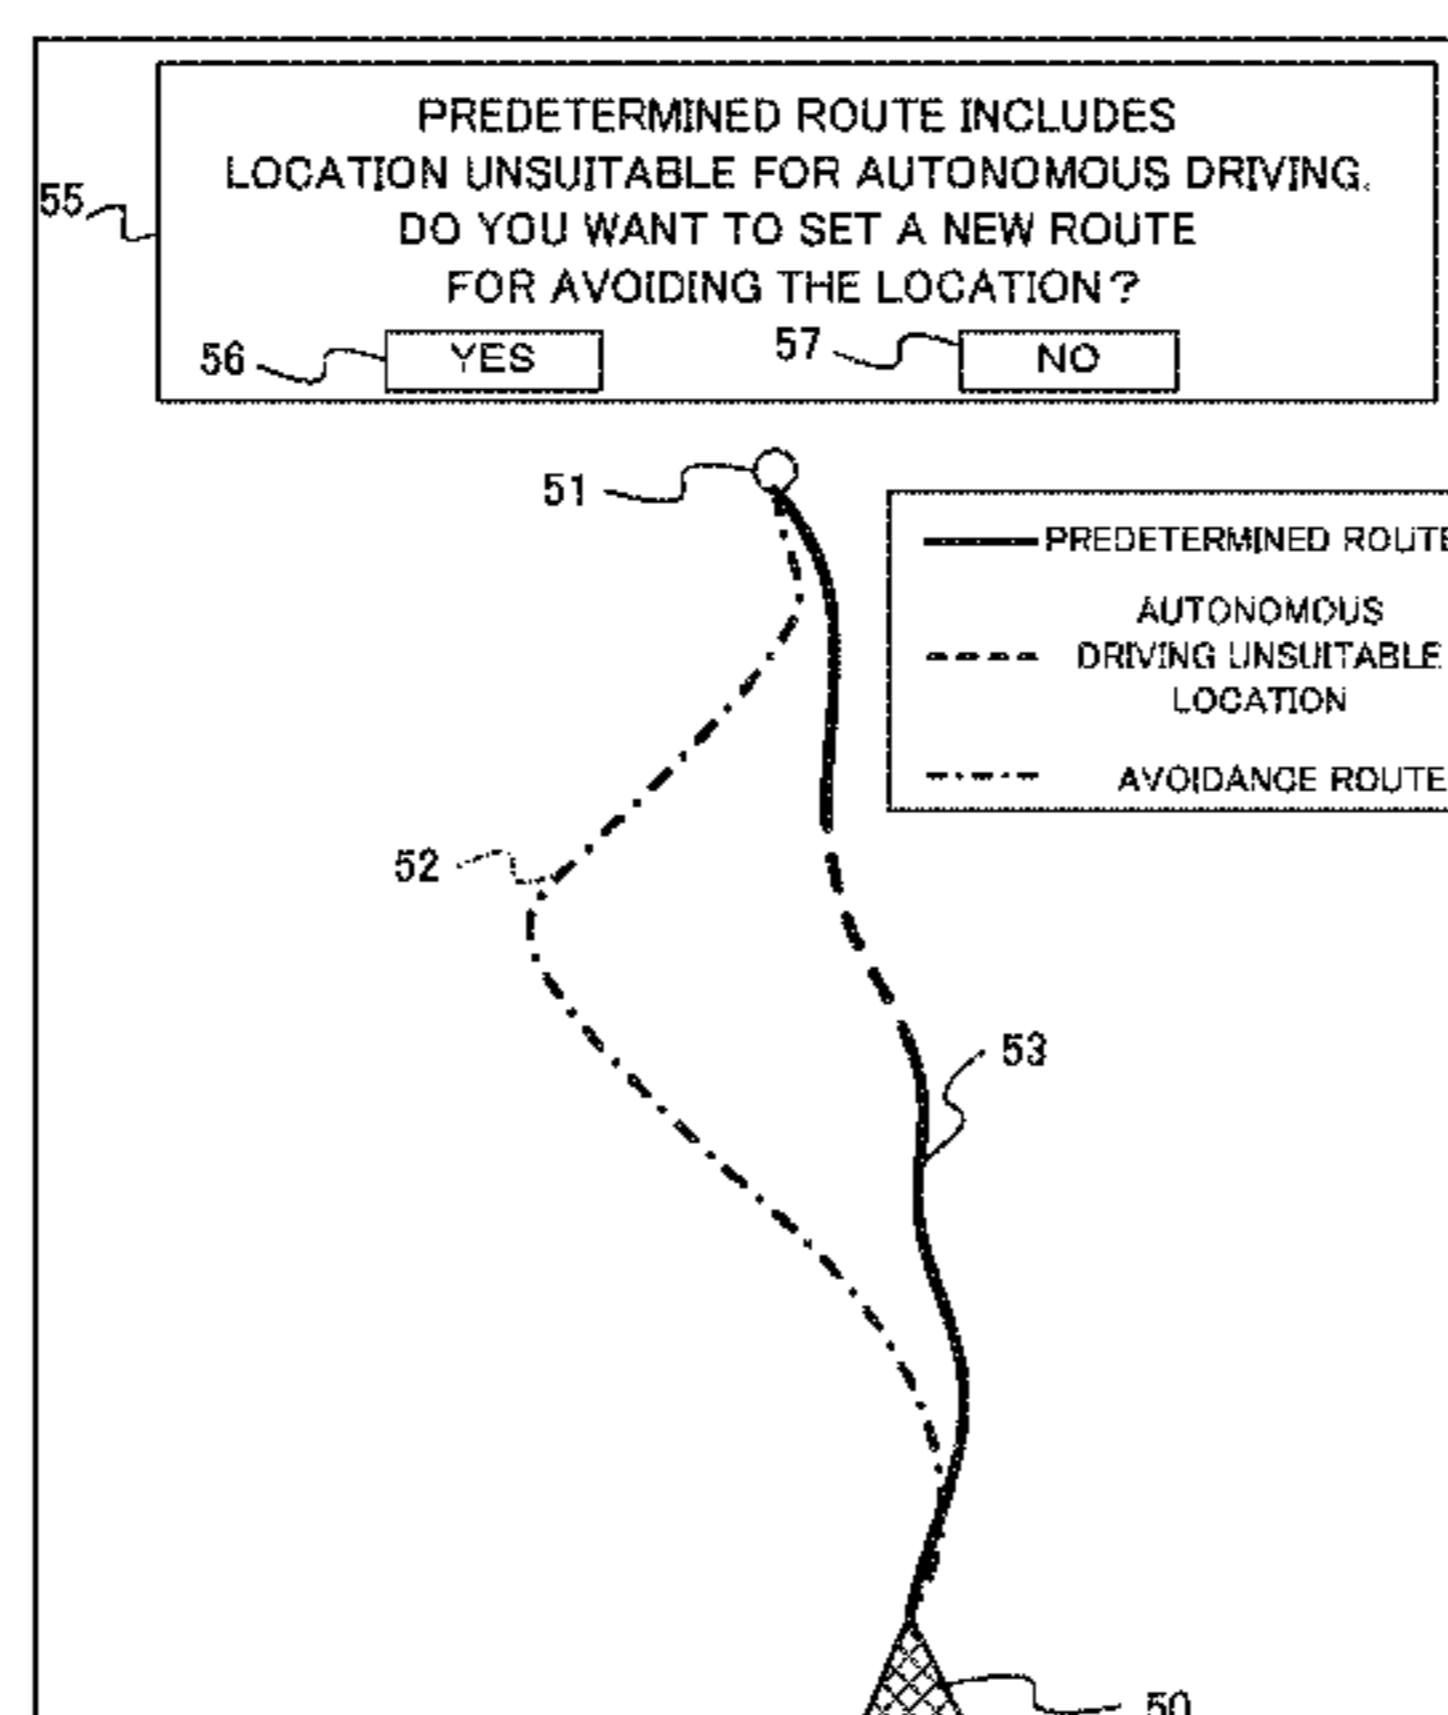 PREDETERMINED ROUTE INCLUDES
LOCATION UNSUITABLE FOR AUTONOMOUS DRIVING.
DO YOU WANT TO SET A NEW ROUTE
FOR AVOIDING THE LOCATION?
55
56
YES
57
NO
51
PREDETERMINED ROUTE
AUTONOMOUS
DRIVING UNSUITABLE
LOCATION
AVOIDANCE ROUTE
52
53
50